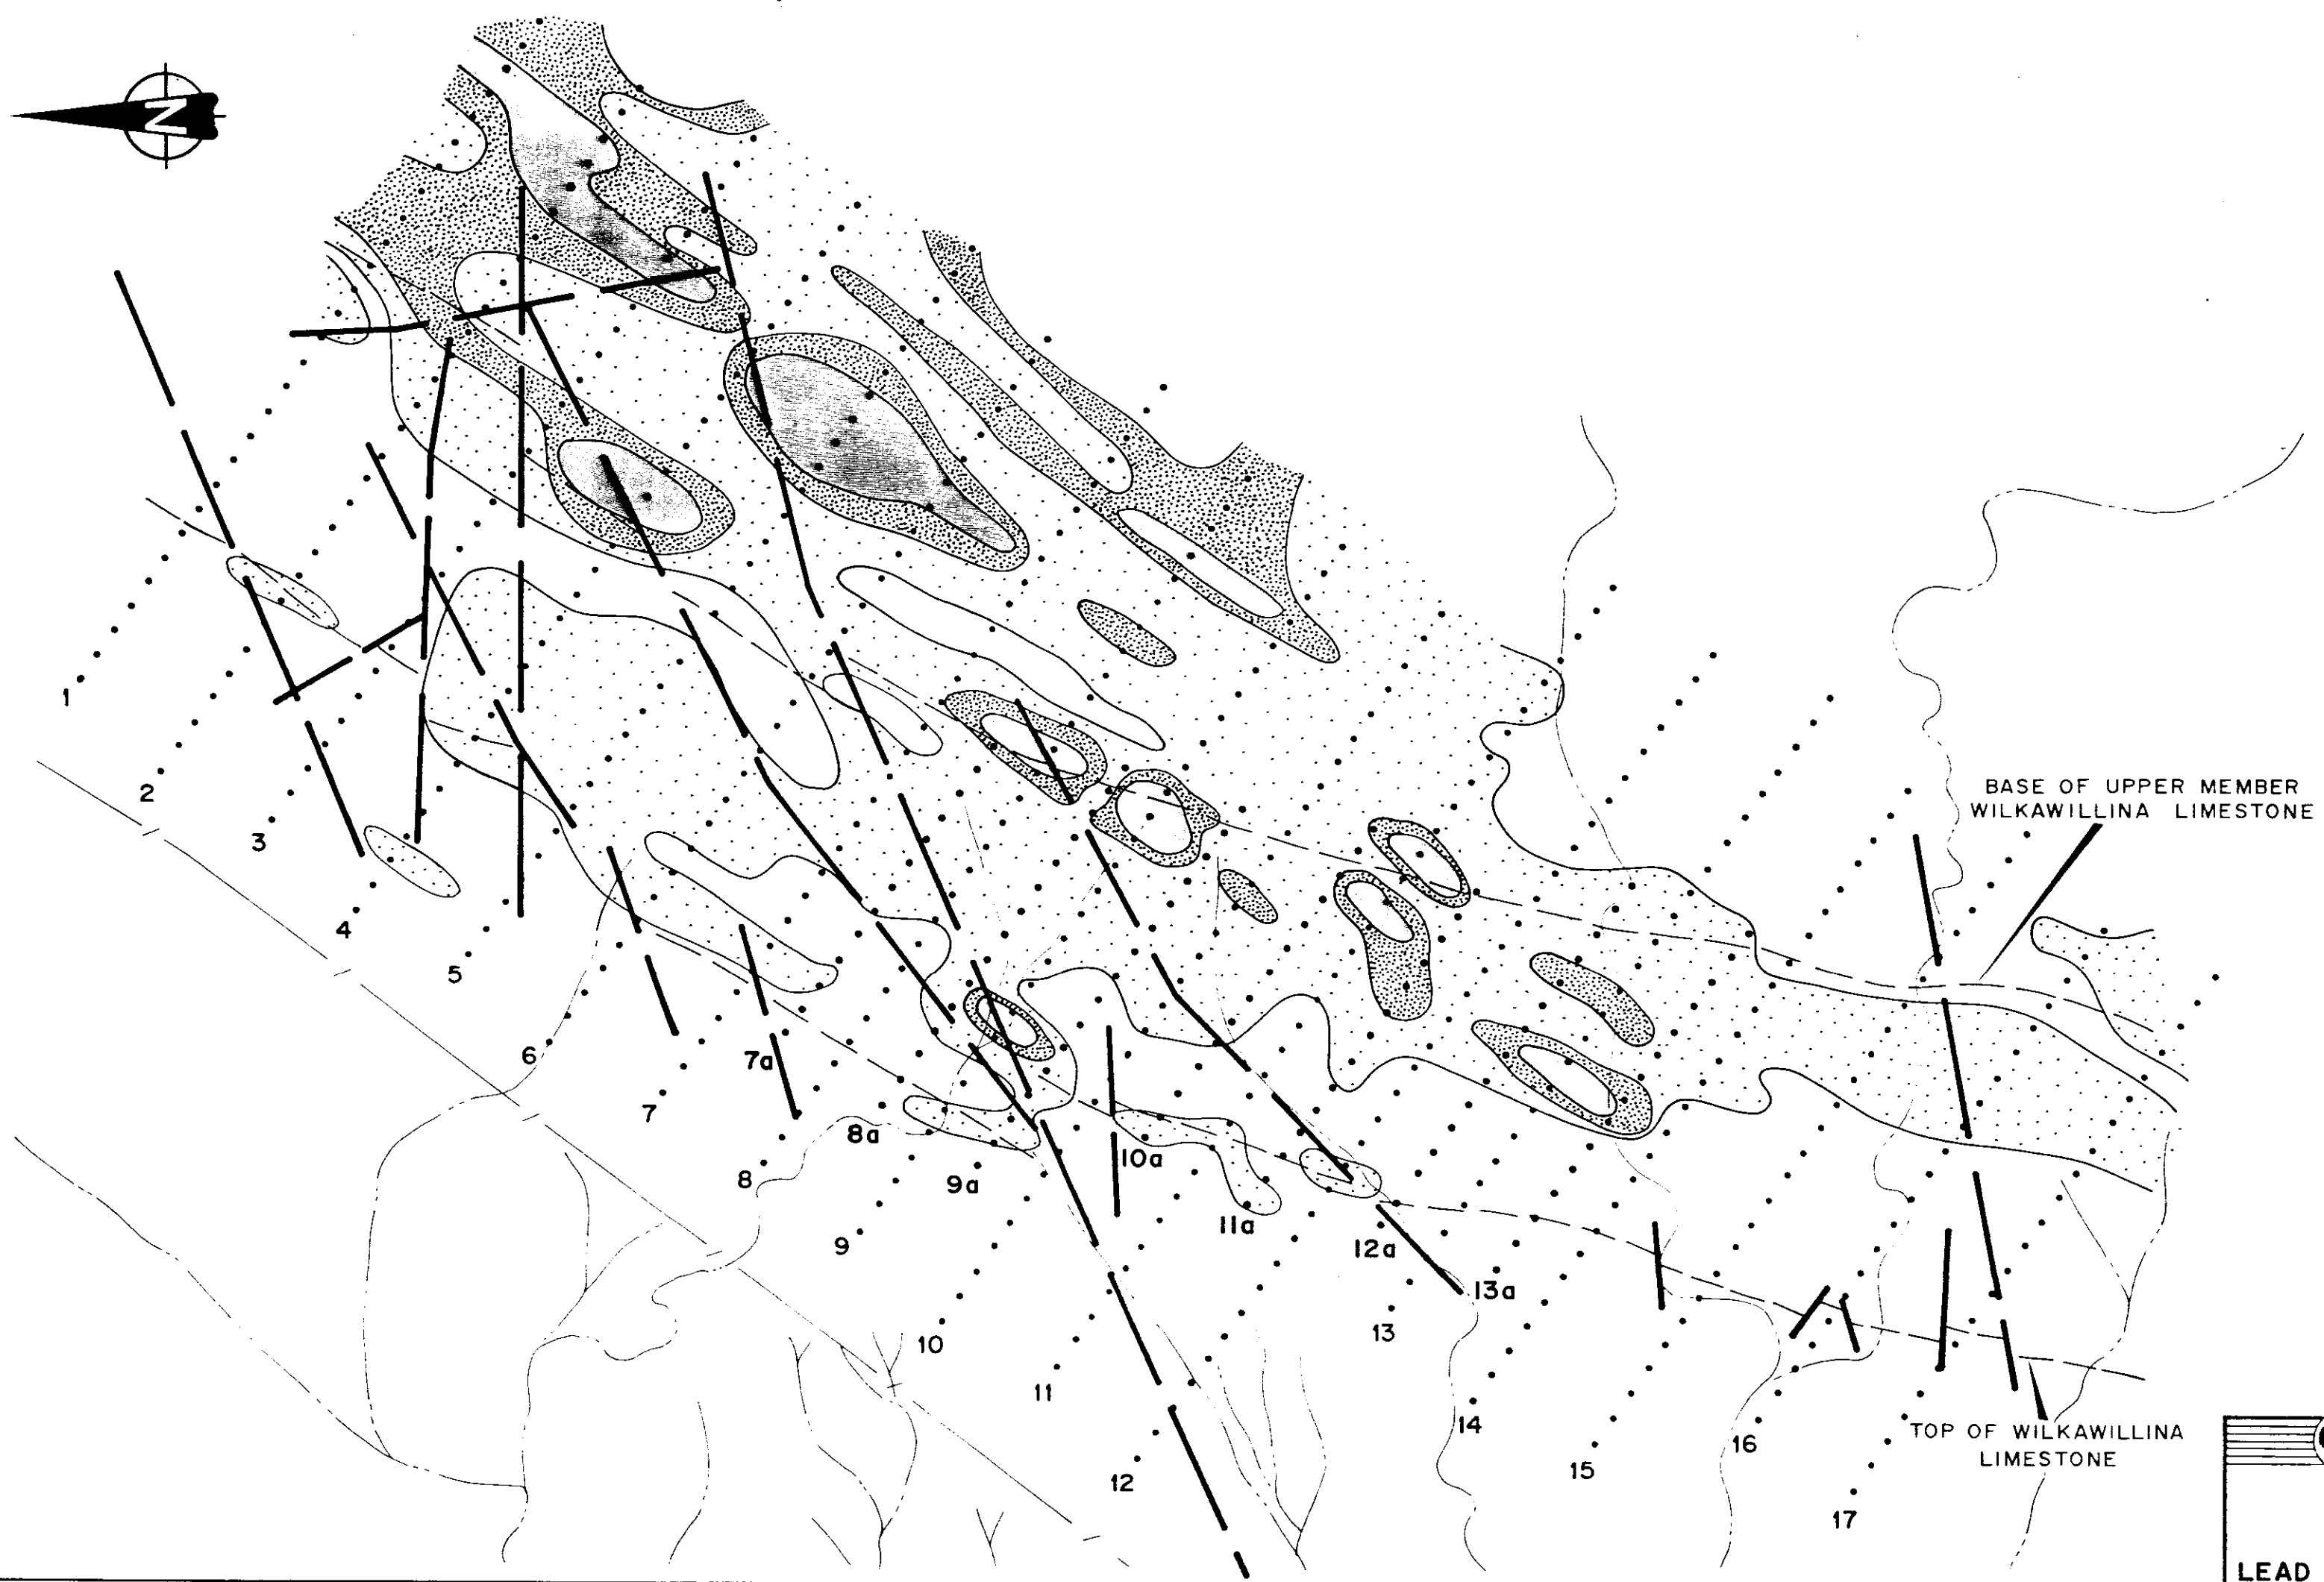 N
1
BASE OF UPPER MEMBER
WILKAWILLINA LIMESTONE
2
3
4
5
6
7a
7
8a
8
9a
10a
11a
9
12a
13a
10
13
11
14
TOP OF WILKAWILLINA
LIMESTONE
16
15
12
17
LEAD